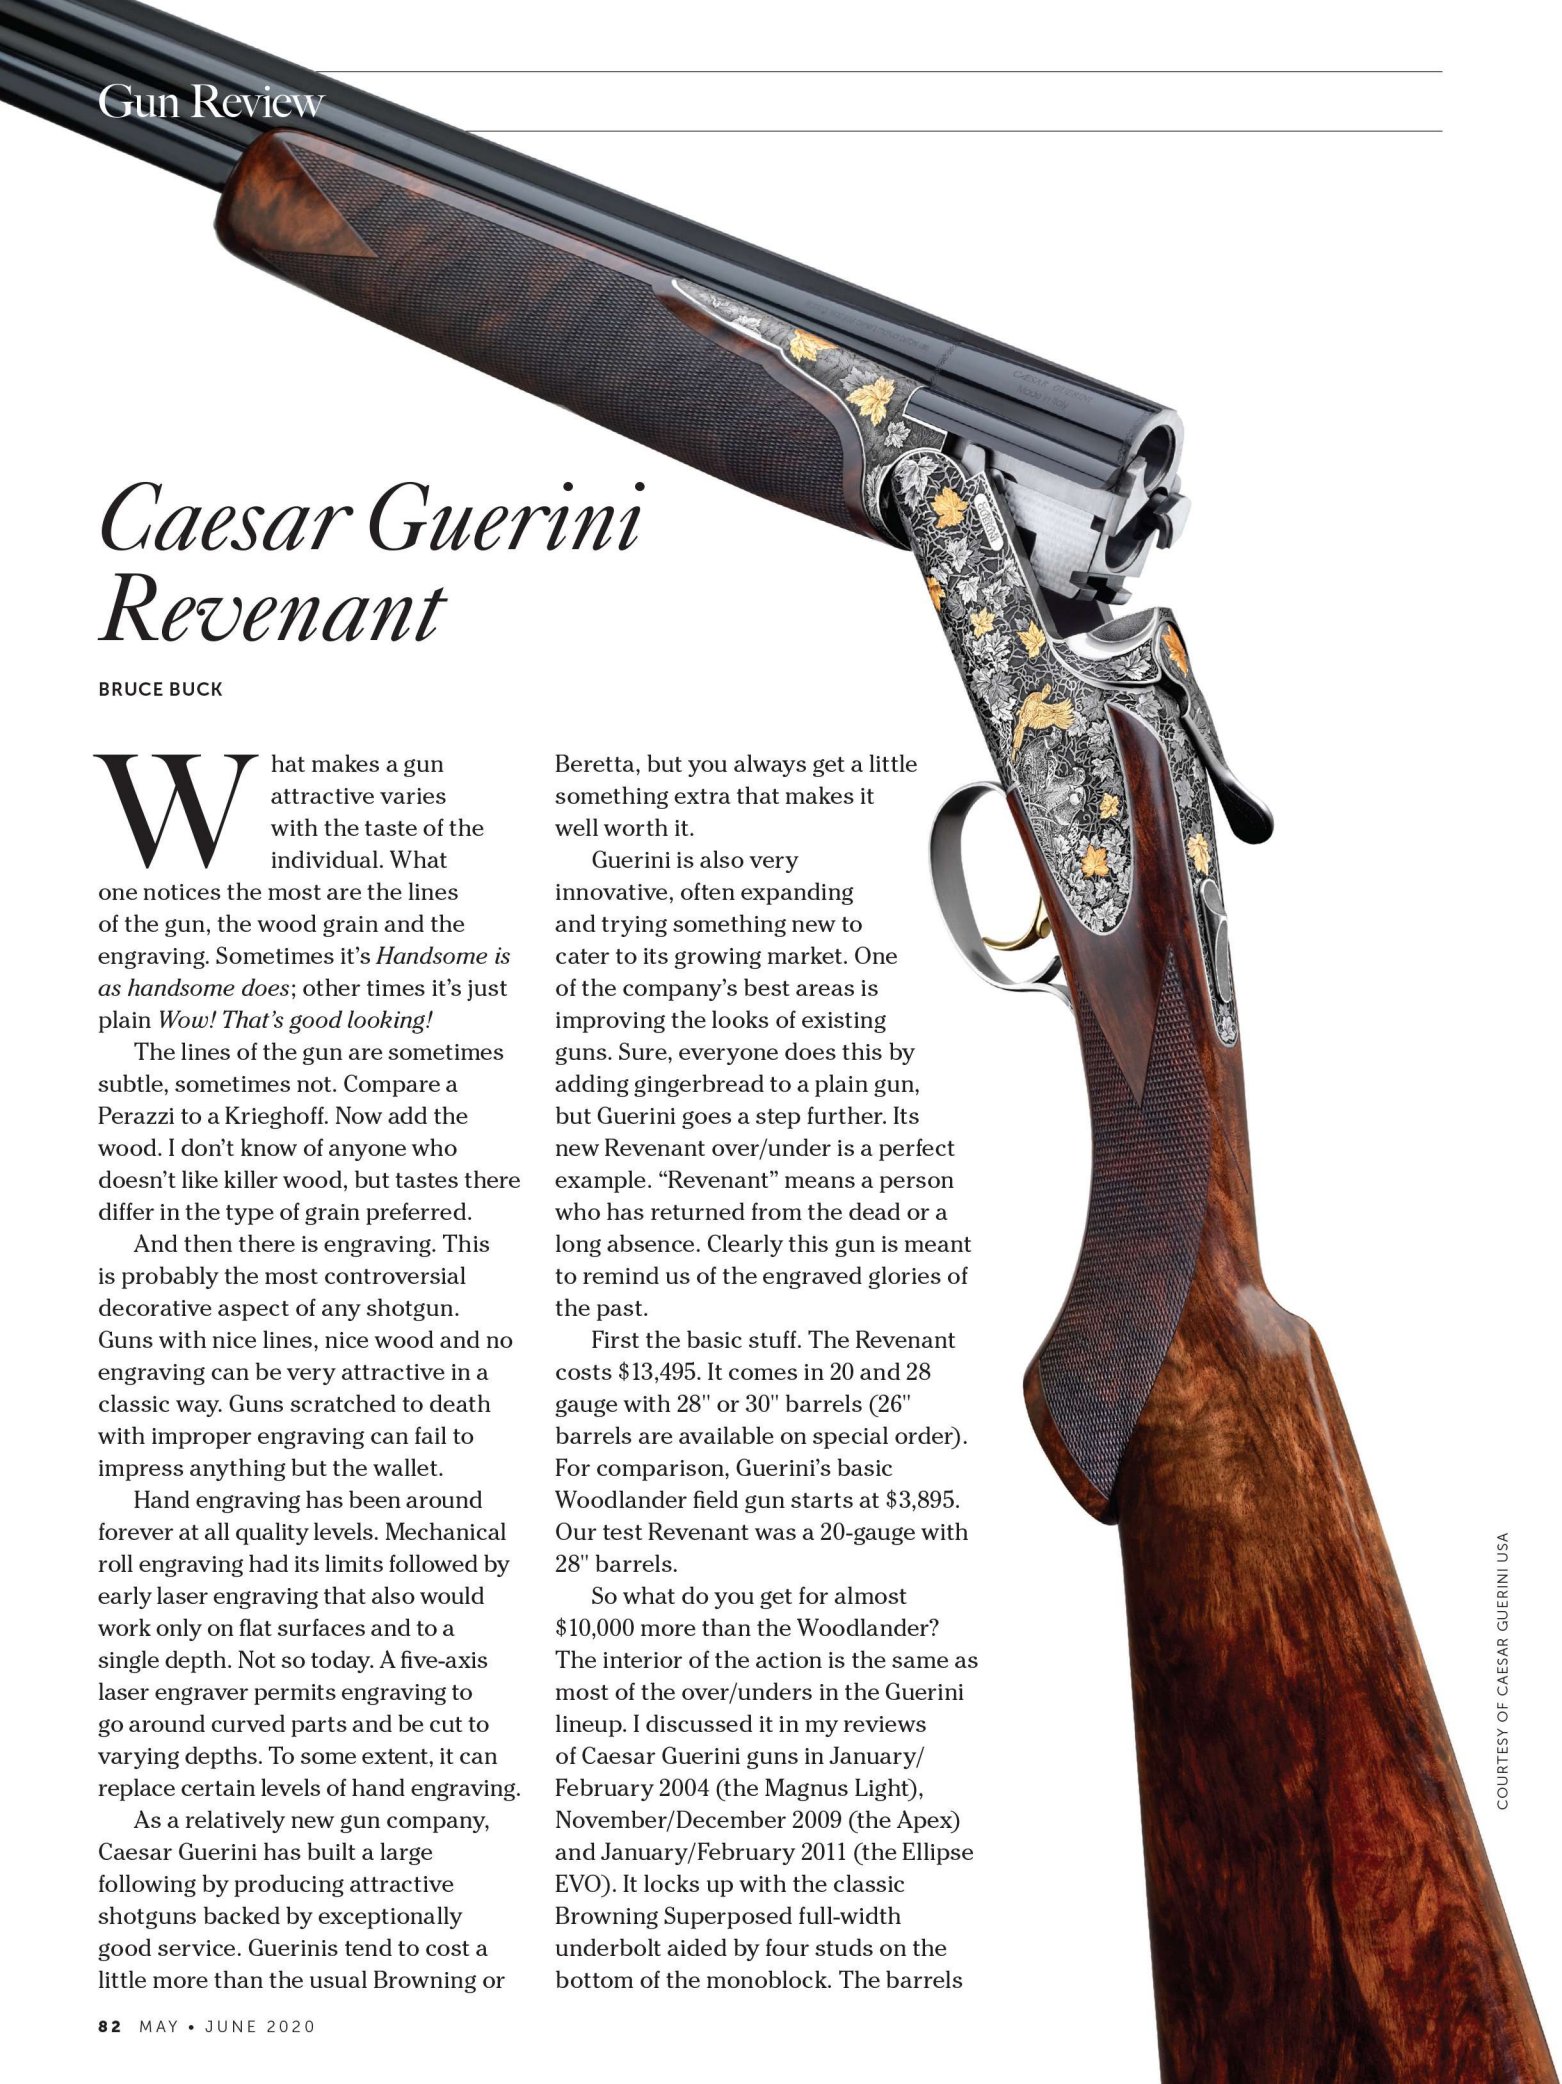 Gun Review
CAESAR GUERINI
Made in Italy
Caesar Guerini
Revenant
BRUCE BUCK
What makes a gun
attractive varies
with the taste of the
individual. What
one notices the most are the lines
of the gun, the wood grain and the
engraving. Sometimes it’s Handsome is
as handsome does; other times it’s just
plain Wow! That’s good looking!
The lines of the gun are sometimes
subtle, sometimes not. Compare a
Perazzi to a Krieghoff. Now add the
wood. I don’t know of anyone who
doesn’t like killer wood, but tastes there
differ in the type of grain preferred.
And then there is engraving. This
is probably the most controversial
decorative aspect of any shotgun.
Guns with nice lines, nice wood and no
engraving can be very attractive in a
classic way. Guns scratched to death
with improper engraving can fail to
impress anything but the wallet.
Hand engraving has been around
forever at all quality levels. Mechanical
roll engraving had its limits followed by
early laser engraving that also would
work only on flat surfaces and to a
single depth. Not so today. A five-axis
laser engraver permits engraving to
go around curved parts and be cut to
varying depths. To some extent, it can
replace certain levels of hand engraving.
As a relatively new gun company,
Caesar Guerini has built a large
following by producing attractive
shotguns backed by exceptionally
good service. Guerinis tend to cost a
little more than the usual Browning or
Beretta, but you always get a little
something extra that makes it
well worth it.
Guerini is also very
innovative, often expanding
and trying something new to
cater to its growing market. One
of the company’s best areas is
improving the looks of existing
guns. Sure, everyone does this by
adding gingerbread to a plain gun,
but Guerini goes a step further. Its
new Revenant over/under is a perfect
example. “Revenant” means a person
who has returned from the dead or a
long absence. Clearly this gun is meant
to remind us of the engraved glories of
the past.
First the basic stuff. The Revenant
costs $13,495. It comes in 20 and 28
gauge with 28" or 30" barrels (26"
barrels are available on special order).
For comparison, Guerini’s basic
Woodlander field gun starts at $3,895.
Our test Revenant was a 20-gauge with
28" barrels.
So what do you get for almost
$10,000 more than the Woodlander?
The interior of the action is the same as
most of the over/unders in the Guerini
lineup. I discussed it in my reviews
of Caesar Guerini guns in January/
February 2004 (the Magnus Light),
November/December 2009 (the Apex)
and January/February 2011 (the Ellipse
EVO). It locks up with the classic
Browning Superposed full-width
underbolt aided by four studs on the
bottom of the monoblock. The barrels
COURTESY OF CAESAR GUERINI USA
82 MAY • JUNE 2020